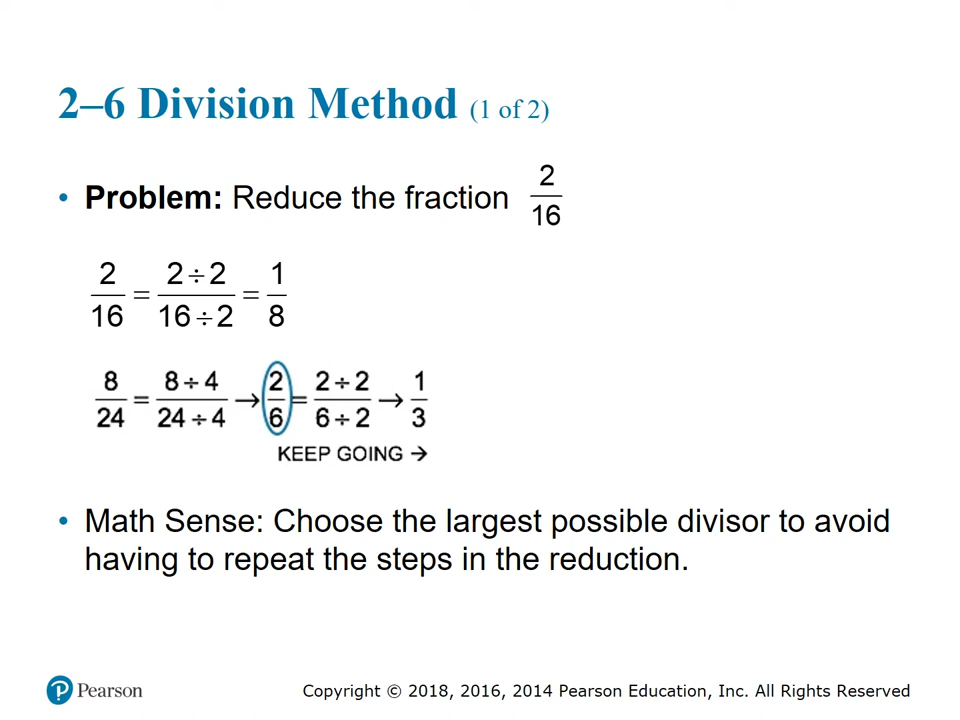 2–6 Division Method (1 of 2)
• Problem: Reduce the fraction 2/16
2/16 = 2 ÷ 2/16 ÷ 2 = 1/8
8/24 = 8 ÷ 4/24 ÷ 4 → 2/6 = 2 ÷ 2/6 ÷ 2 → 1/3
KEEP GOING →
• Math Sense: Choose the largest possible divisor to avoid
having to repeat the steps in the reduction.
P Pearson
Copyright © 2018, 2016, 2014 Pearson Education, Inc. All Rights Reserved